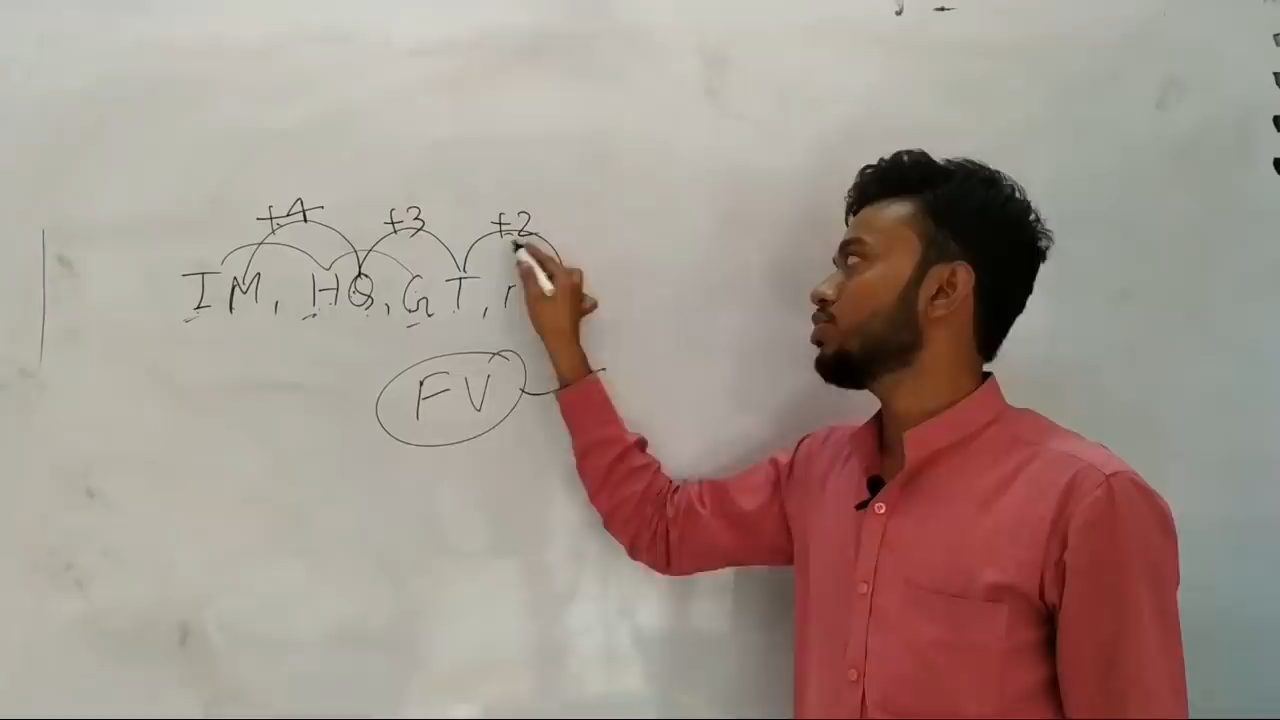 +4 +3 +2
IM, HQ, GT,
FV